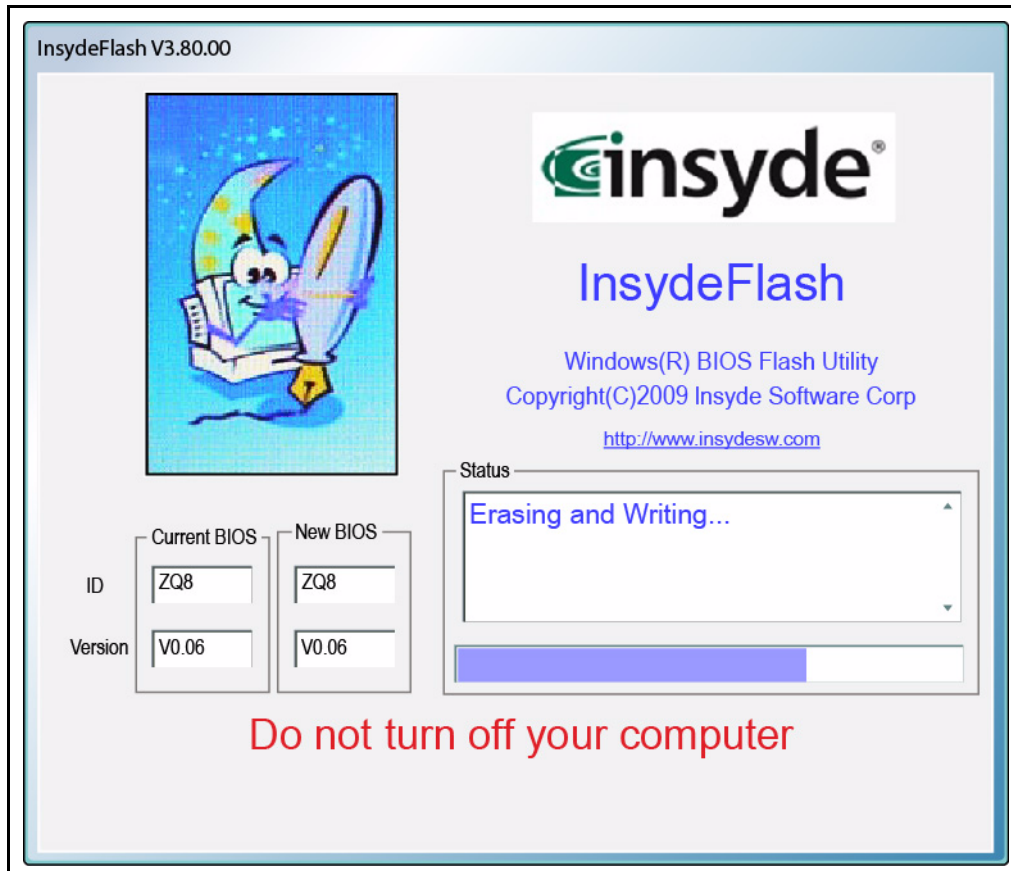 InsydeFlash V3.80.00
insyde®
InsydeFlash
Windows(R) BIOS Flash Utility
Copyright(C)2009 Insyde Software Corp
http://www.insydesw.com
Status
Erasing and Writing...
Current BIOS New BIOS
ID ZQ8 ZQ8
Version V0.06 V0.06
Do not turn off your computer